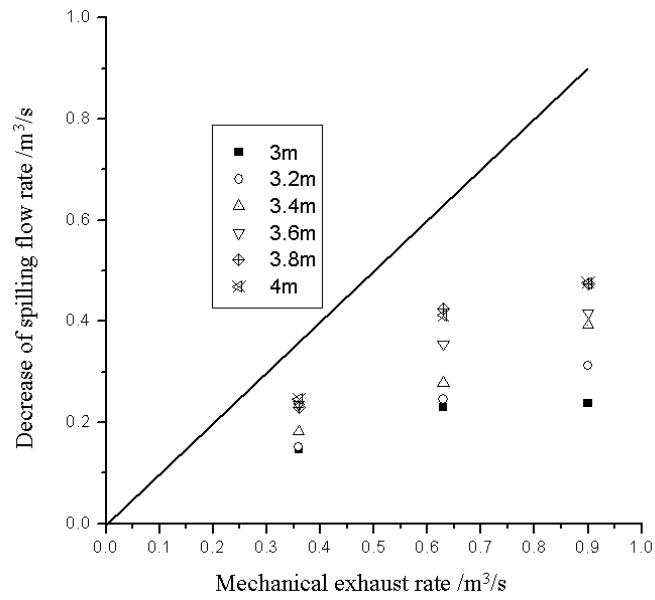 1.0
0.8
0.6
0.4
0.2
0.0
Decrease of spilling flow rate /m³/s
3m
3.2m
3.4m
3.6m
3.8m
4m
0.0 0.1 0.2 0.3 0.4 0.5 0.6 0.7 0.8 0.9 1.0
Mechanical exhaust rate /m³/s